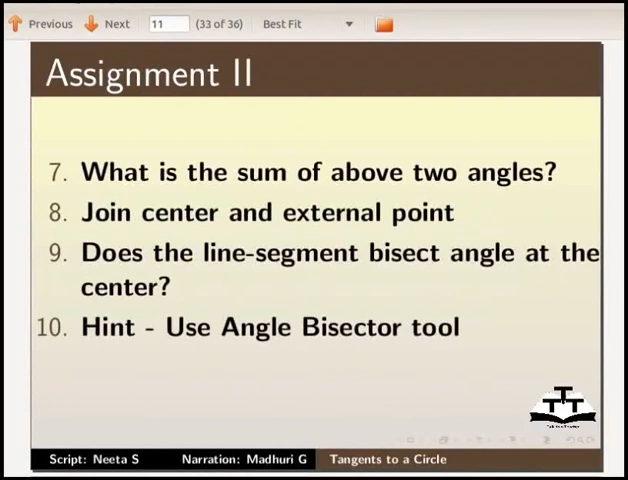 Previous Next 11 (33 of 36) Best Fit
Assignment II
7. What is the sum of above two angles?
8. Join center and external point
9. Does the line-segment bisect angle at the
center?
10. Hint - Use Angle Bisector tool
TTT
Script: Neeta S Narration: Madhuri G Tangents to a Circle